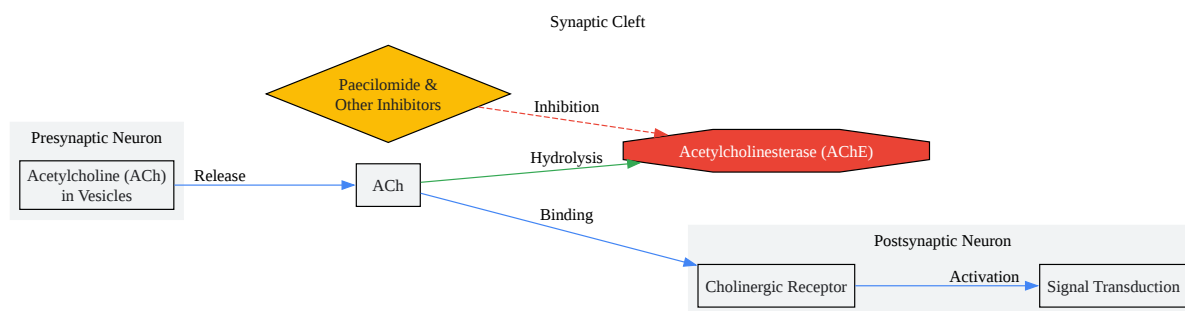 Synaptic Cleft
Paecilomide &
Other Inhibitors
Inhibition
Presynaptic Neuron
Acetylcholine (ACh)
in Vesicles
Release
ACh
Hydrolysis
Acetylcholinesterase (AChE)
Binding
Postsynaptic Neuron
Cholinergic Receptor
Activation
Signal Transduction